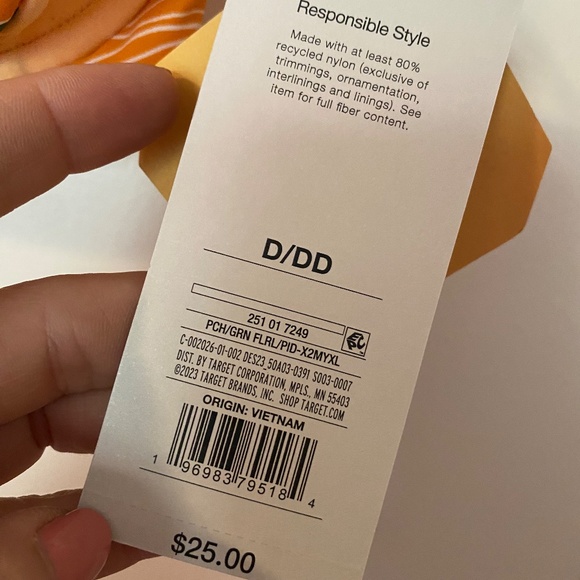 Responsible Style
Made with at least 80%
recycled nylon (exclusive of
trimmings, ornamentation,
interlinings and linings). See
item for full fiber content.
D/DD
251 01 7249
PCH/GRN FLRL/PID-X2MYXL
C-002026-01-002 DES23_50A03-0391 S003-0007
DIST. BY TARGET CORPORATION, MPLS., MN 55403
©2023 TARGET BRANDS, INC. SHOP TARGET.COM
ORIGIN: VIETNAM
1 96983 79518 4
$25.00